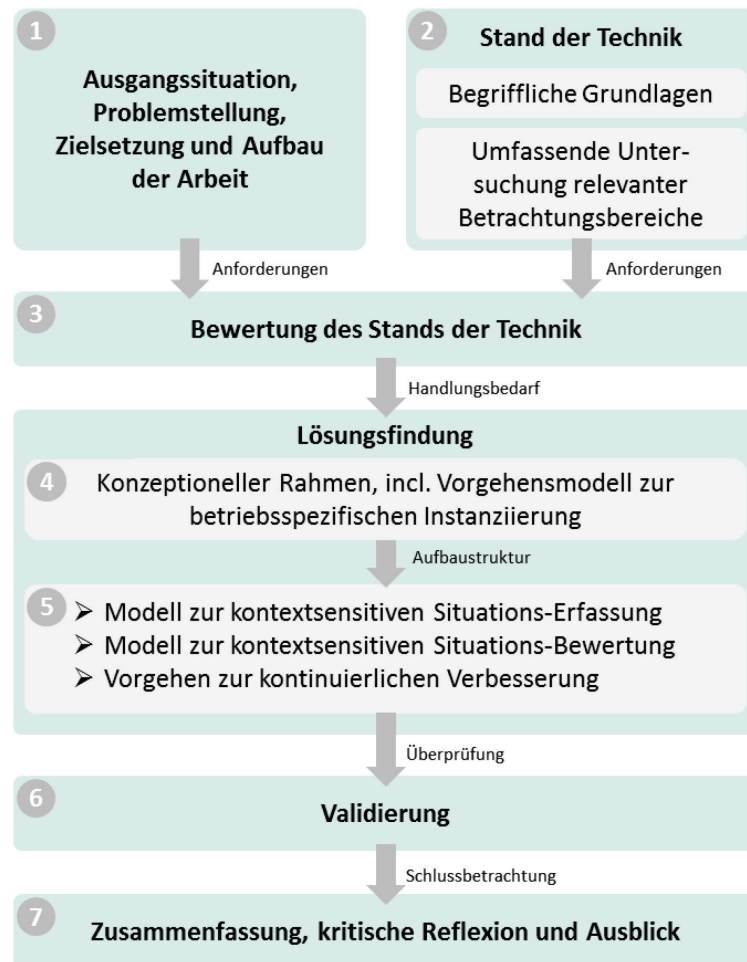 1
Ausgangssituation,
Problemstellung,
Zielsetzung und Aufbau
der Arbeit
2
Stand der Technik
Begriffliche Grundlagen
Umfassende Unter-
suchung relevanter
Betrachtungsbereiche
Anforderungen
Anforderungen
3
Bewertung des Stands der Technik
Handlungsbedarf
Lösungsfindung
4
Konzeptioneller Rahmen, incl. Vorgehensmodell zur
betriebsspezifischen Instanziierung
Aufbaustruktur
5
➢ Modell zur kontextsensitiven Situations-Erfassung
➢ Modell zur kontextsensitiven Situations-Bewertung
➢ Vorgehen zur kontinuierlichen Verbesserung
Überprüfung
6
Validierung
Schlussbetrachtung
7
Zusammenfassung, kritische Reflexion und Ausblick